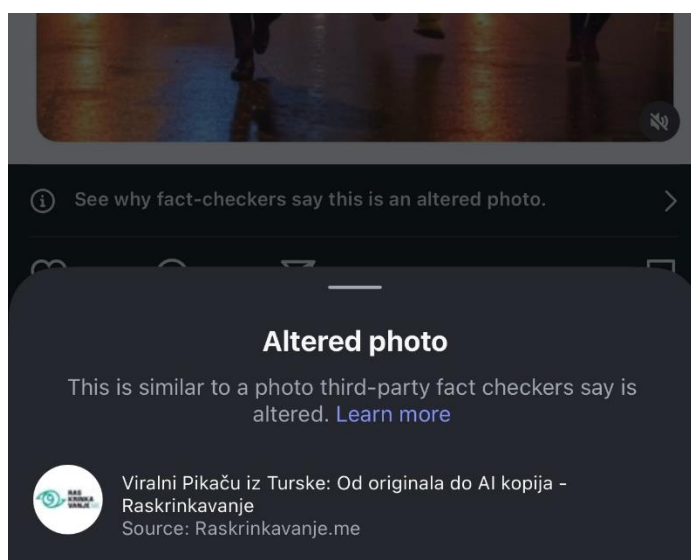 See why fact-checkers say this is an altered photo.
Altered photo
This is similar to a photo third-party fact checkers say is
altered. Learn more
RAS
KRINKA
VANJE.ME
Viralni Pikaču iz Turske: Od originala do AI kopija -
Raskrinkavanje
Source: Raskrinkavanje.me